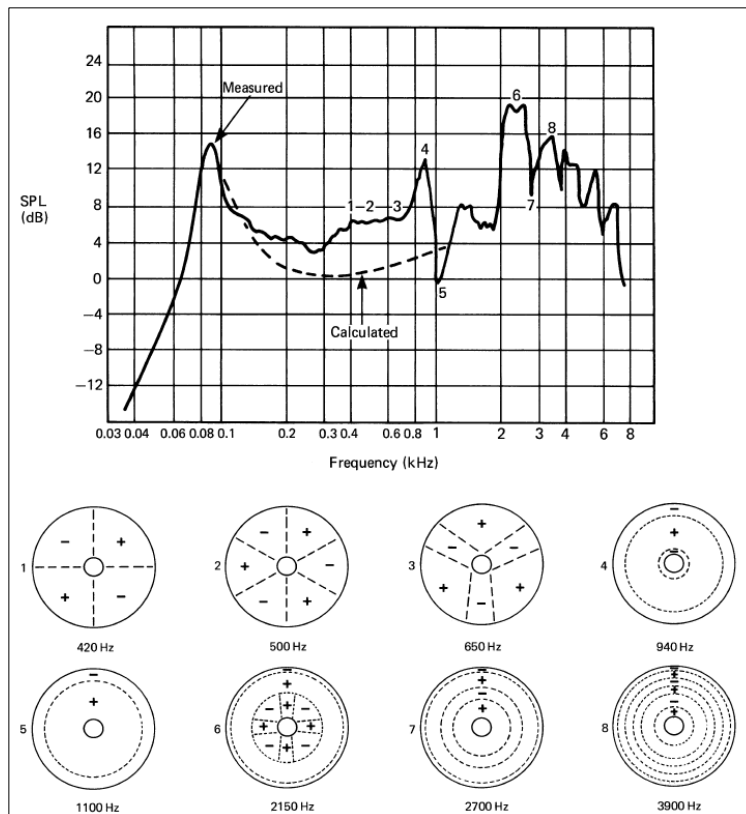 24
20
16
12
8
4
0
−4
−8
−12
SPL
(dB)
Measured
Calculated
1 2 3
4
5
6
7
8
0.03 0.04 0.06 0.08 0.1 0.2 0.3 0.4 0.6 0.8 1 2 3 4 6 8
Frequency (kHz)
1
− +
+ −
420 Hz
2
− +
+ −
− +
500 Hz
3
+
− −
+ +
−
650 Hz
4
−
+
−
940 Hz
5
−
+
1100 Hz
6
−
+
− + −
+ +
− + −
2150 Hz
7
−
+
−
+
2700 Hz
8
−
+
−
+
−
+
3900 Hz